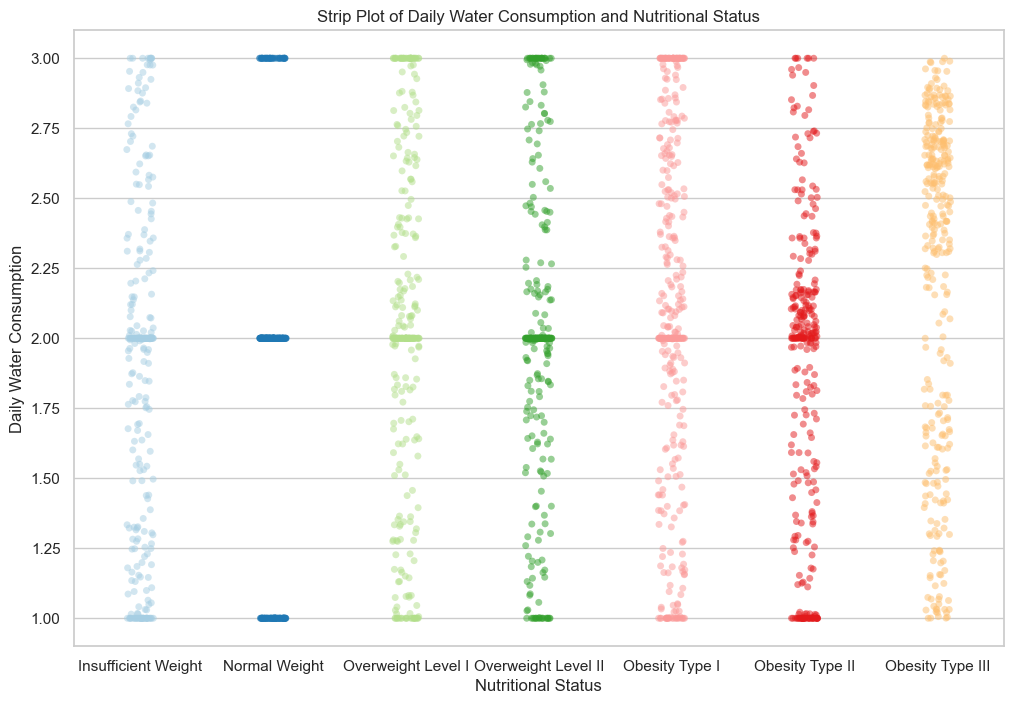 Strip Plot of Daily Water Consumption and Nutritional Status
3.00
2.75
2.50
2.25
2.00
1.75
1.50
1.25
1.00
Daily Water Consumption
Insufficient Weight Normal Weight Overweight Level I Overweight Level II Obesity Type I Obesity Type II Obesity Type III
Nutritional Status